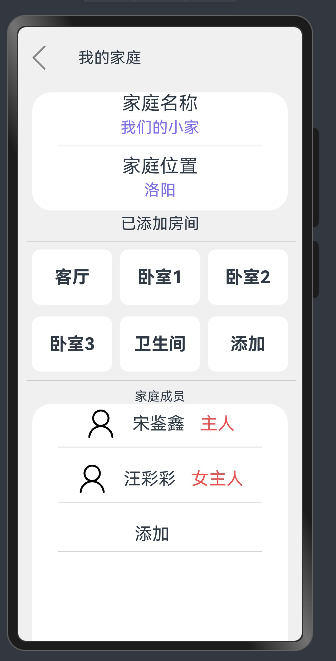 我的家庭
家庭名称
我们的小家
家庭位置
洛阳
已添加房间
客厅 卧室1 卧室2
卧室3 卫生间 添加
家庭成员
宋鉴鑫 主人
汪彩彩 女主人
添加